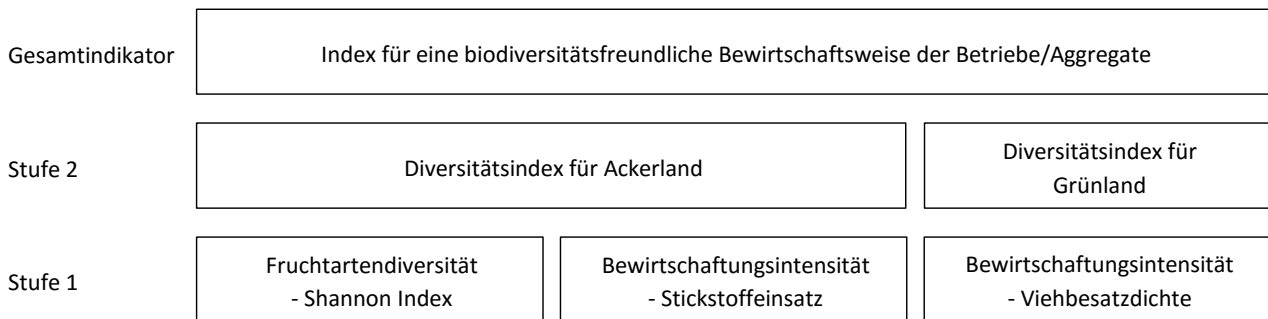 Gesamtindikator
Index für eine biodiversitätsfreundliche Bewirtschaftsweise der Betriebe/Aggregate
Stufe 2
Diversitätsindex für Ackerland
Diversitätsindex für
Grünland
Stufe 1
Fruchtartendiversität
- Shannon Index
Bewirtschaftungsintensität
- Stickstoffeinsatz
Bewirtschaftungsintensität
- Viehbesatzdichte